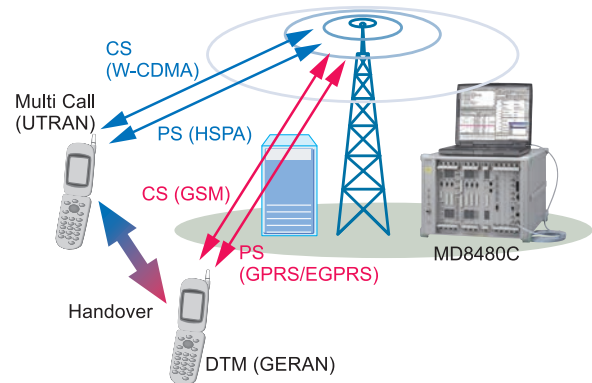 CS
(W-CDMA)
Multi Call
(UTRAN)
PS (HSPA)
CS (GSM)
PS
(GPRS/EGPRS)
MD8480C
Handover
DTM (GERAN)